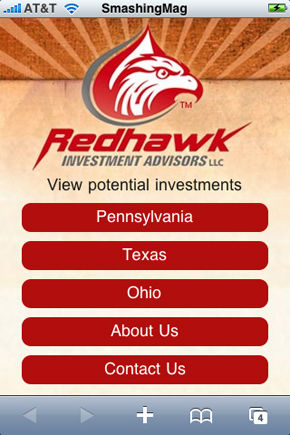 AT&T SmashingMag
TM
Redhawk
INVESTMENT ADVISORS LLC
View potential investments
Pennsylvania
Texas
Ohio
About Us
Contact Us
4